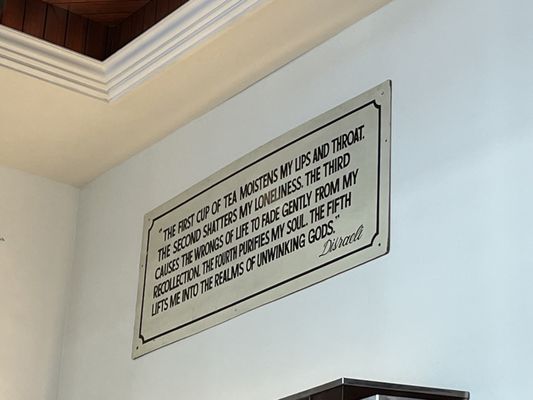 "THE FIRST CUP OF TEA MOISTENS MY LIPS AND THROAT.
THE SECOND SHATTERS MY LONELINESS. THE THIRD
CAUSES THE WRONGS OF LIFE TO FADE GENTLY FROM MY
RECOLLECTION. THE FOURTH PURIFIES MY SOUL. THE FIFTH
LIFTS ME INTO THE REALMS OF UNWINKING GODS."
Disraeli